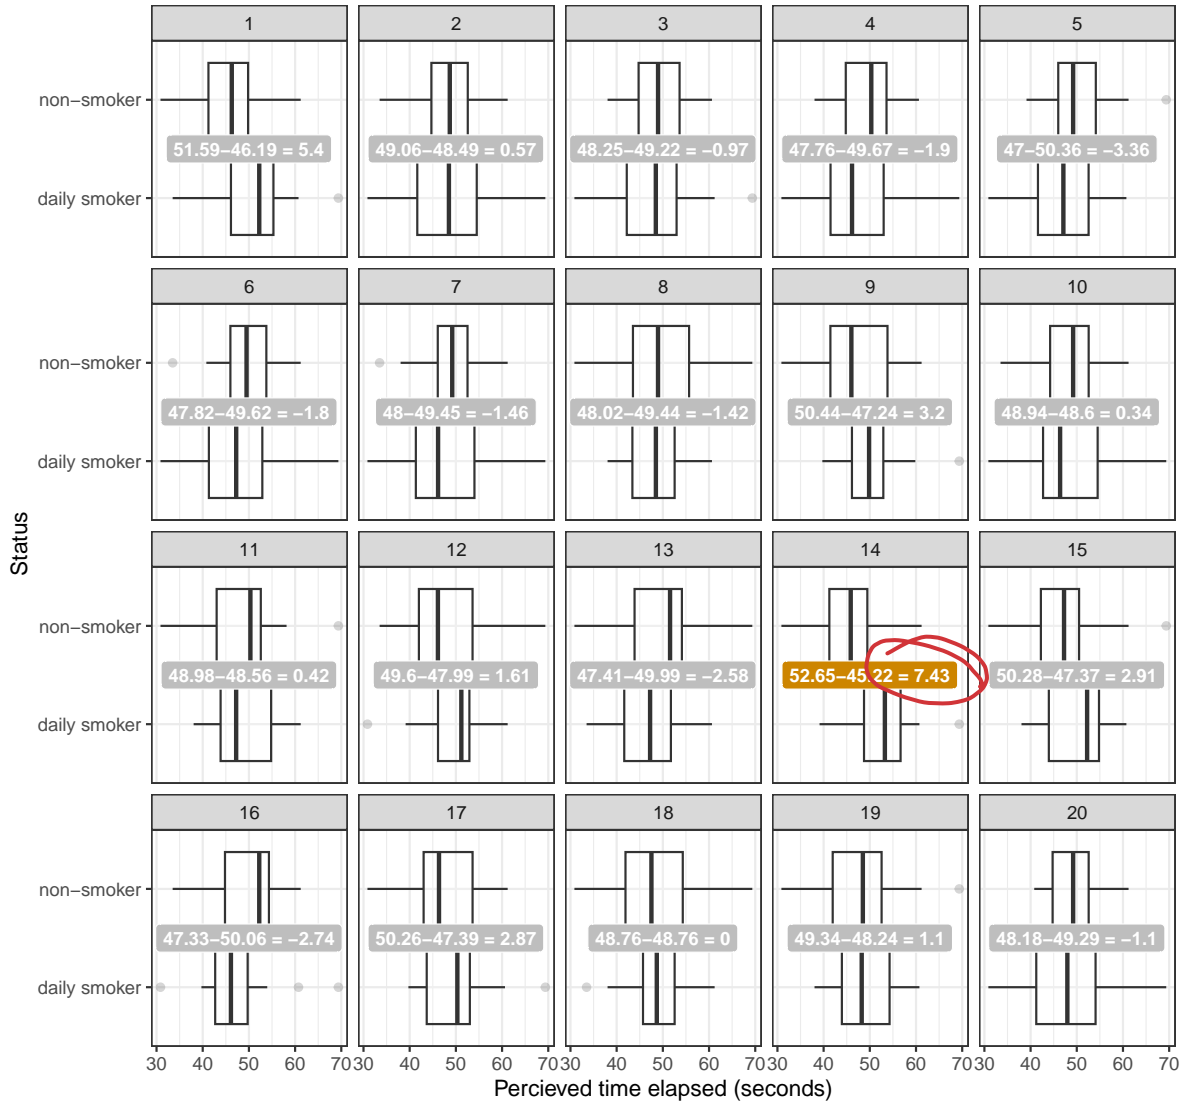 1 2 3 4 5
non−smoker
51.59−46.19 = 5.4 49.06−48.49 = 0.57 48.25−49.22 = −0.97 47.76−49.67 = −1.9 47−50.36 = −3.36
daily smoker
6 7 8 9 10
non−smoker
47.82−49.62 = −1.8 48−49.45 = −1.46 48.02−49.44 = −1.42 50.44−47.24 = 3.2 48.94−48.6 = 0.34
daily smoker
Status
11 12 13 14 15
non−smoker
48.98−48.56 = 0.42 49.6−47.99 = 1.61 47.41−49.99 = −2.58 52.65−45.22 = 7.43 50.28−47.37 = 2.91
daily smoker
16 17 18 19 20
non−smoker
47.33−50.06 = −2.74 50.26−47.39 = 2.87 48.76−48.76 = 0 49.34−48.24 = 1.1 48.18−49.29 = −1.1
daily smoker
30 40 50 60 70 30 40 50 60 70 30 40 50 60 70 30 40 50 60 70 30 40 50 60 70
Percieved time elapsed (seconds)